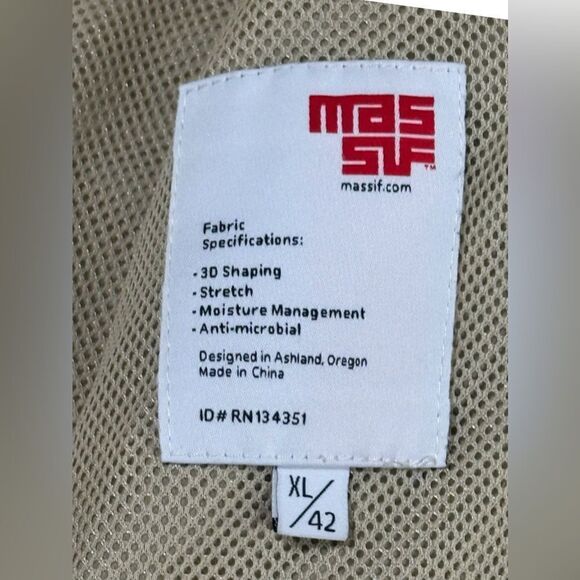 mas
sif™
massif.com
Fabric
Specifications:
- 3D Shaping
- Stretch
- Moisture Management
- Anti-microbial
Designed in Ashland, Oregon
Made in China
ID# RN134351
XL/
42